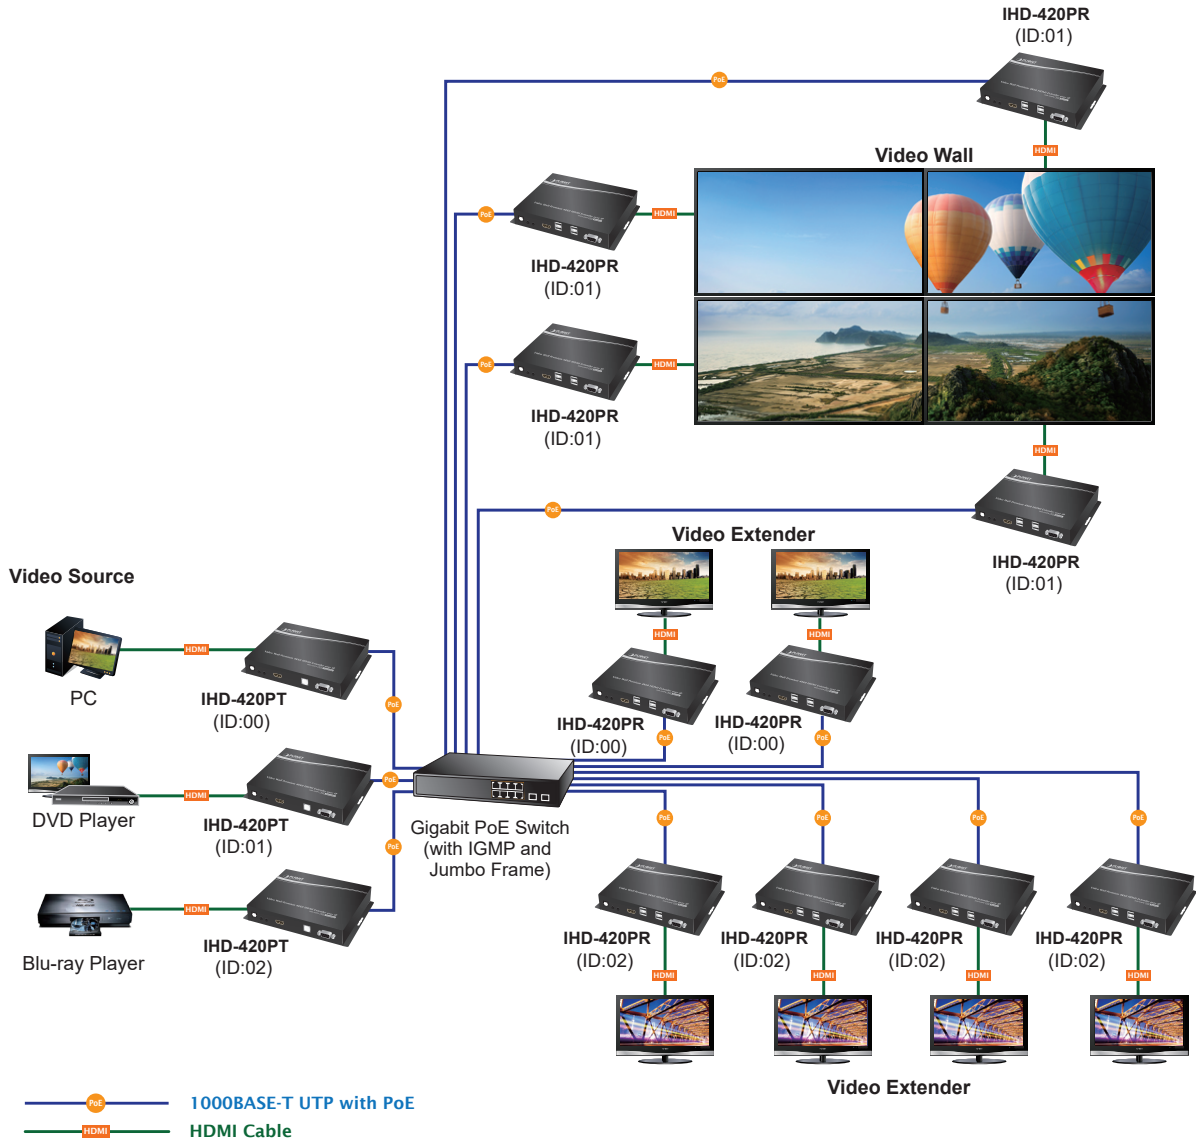 IHD-420PR
(ID:01)
PoE
HDMI
Video Wall
PoE
HDMI
IHD-420PR
(ID:01)
PoE
HDMI
IHD-420PR
(ID:01)
HDMI
PoE
IHD-420PR
(ID:01)
Video Extender
HDMI
HDMI
IHD-420PR
(ID:00)
IHD-420PR
(ID:00)
PoE
PoE
Video Source
HDMI
PC
IHD-420PT
(ID:00)
PoE
HDMI
DVD Player
IHD-420PT
(ID:01)
PoE
HDMI
Blu-ray Player
IHD-420PT
(ID:02)
PoE
Gigabit PoE Switch
(with IGMP and
Jumbo Frame)
PoE
PoE
PoE
PoE
IHD-420PR
(ID:02)
IHD-420PR
(ID:02)
IHD-420PR
(ID:02)
IHD-420PR
(ID:02)
HDMI
HDMI
HDMI
HDMI
Video Extender
PoE
1000BASE-T UTP with PoE
HDMI
HDMI Cable